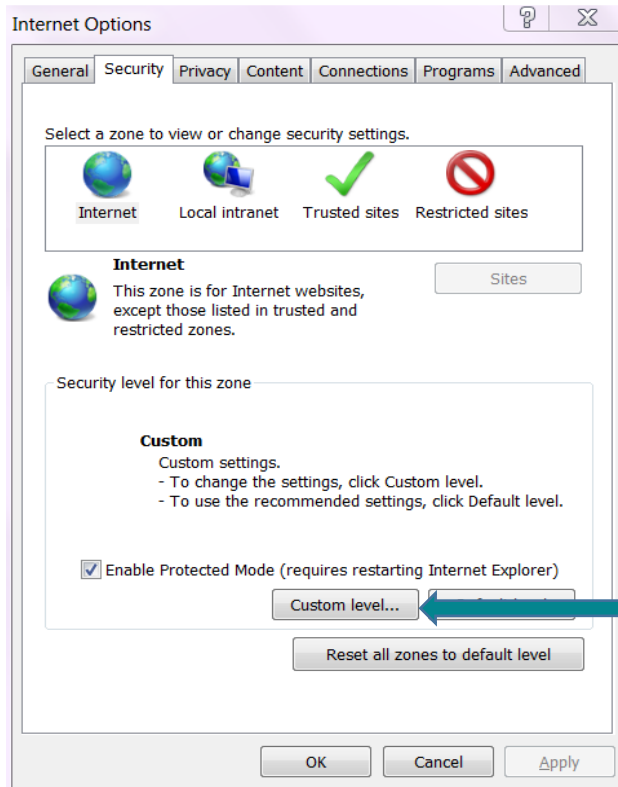 Internet Options
General Security Privacy Content Connections Programs Advanced
Select a zone to view or change security settings.
Internet Local intranet Trusted sites Restricted sites
Internet
Sites
This zone is for Internet websites,
except those listed in trusted and
restricted zones.
Security level for this zone
Custom
Custom settings.
- To change the settings, click Custom level.
- To use the recommended settings, click Default level.
Enable Protected Mode (requires restarting Internet Explorer)
Custom level...
Reset all zones to default level
OK Cancel Apply